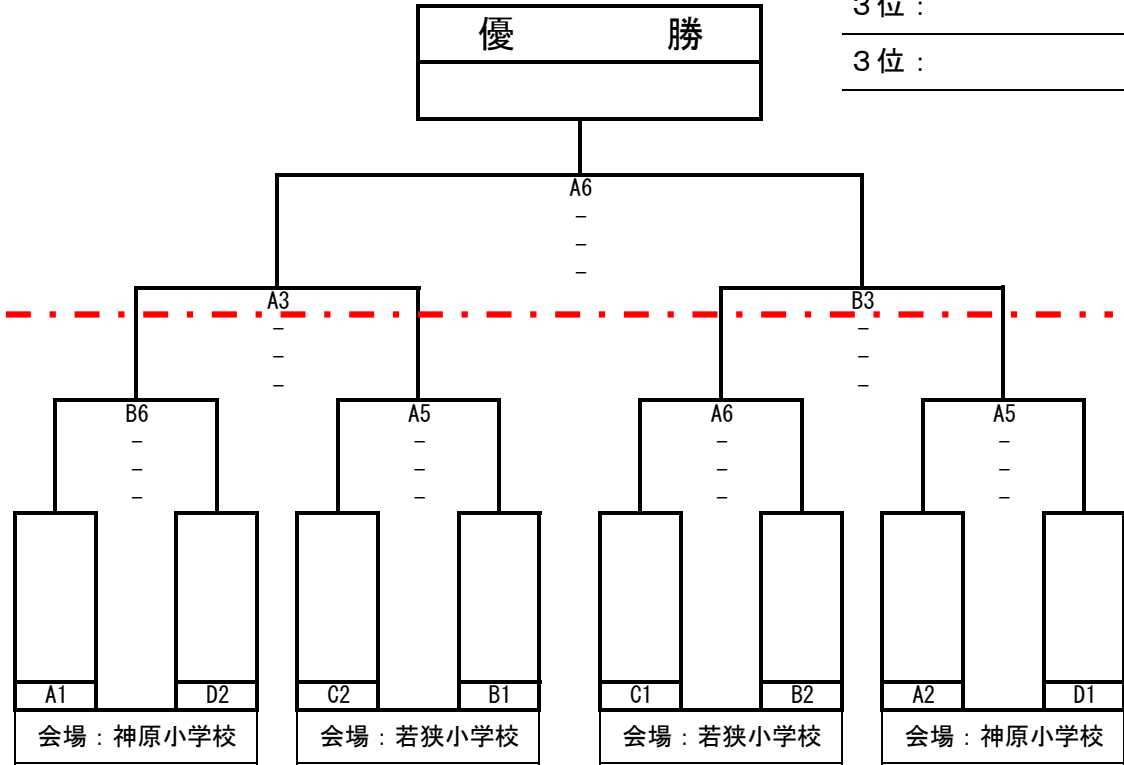 3位：
優 勝
3位：
A6
-
-
-
A3
B3
- -
- -
- -
B6 A5 A6 A5
- - - -
- - - -
- - - -
A1 D2 C2 B1 C1 B2 A2 D1
会場：神原小学校 会場：若狭小学校 会場：若狭小学校 会場：神原小学校